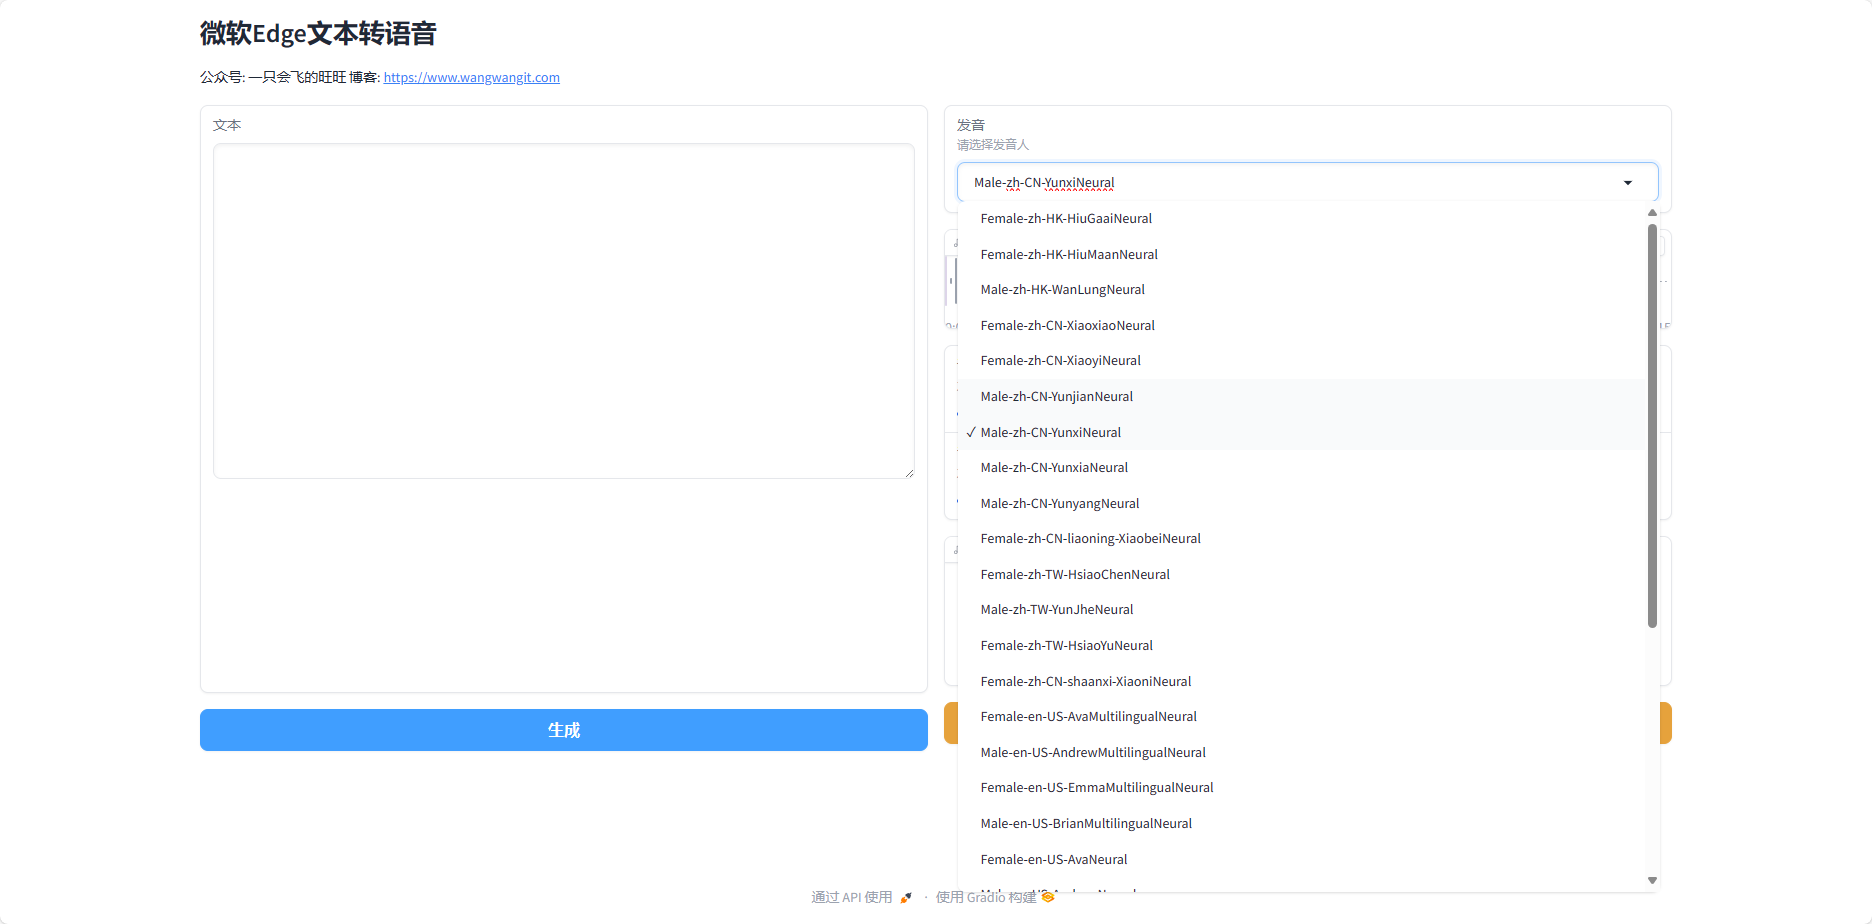 微软Edge文本转语音
公众号: 一只会飞的旺旺 博客: https://www.wangwangit.com
文本
生成
发音
请选择发音人
Male-zh-CN-YunxiNeural
Female-zh-HK-HiuGaaiNeural
Female-zh-HK-HiuMaanNeural
Male-zh-HK-WanLungNeural
Female-zh-CN-XiaoxiaoNeural
Female-zh-CN-XiaoyiNeural
Male-zh-CN-YunjianNeural
✓ Male-zh-CN-YunxiNeural
Male-zh-CN-YunxiaNeural
Male-zh-CN-YunyangNeural
Female-zh-CN-liaoning-XiaobeiNeural
Female-zh-TW-HsiaoChenNeural
Male-zh-TW-YunJheNeural
Female-zh-TW-HsiaoYuNeural
Female-zh-CN-shaanxi-XiaoniNeural
Female-en-US-AvaMultilingualNeural
Male-en-US-AndrewMultilingualNeural
Female-en-US-EmmaMultilingualNeural
Male-en-US-BrianMultilingualNeural
Female-en-US-AvaNeural
通过 API 使用 · 使用 Gradio 构建